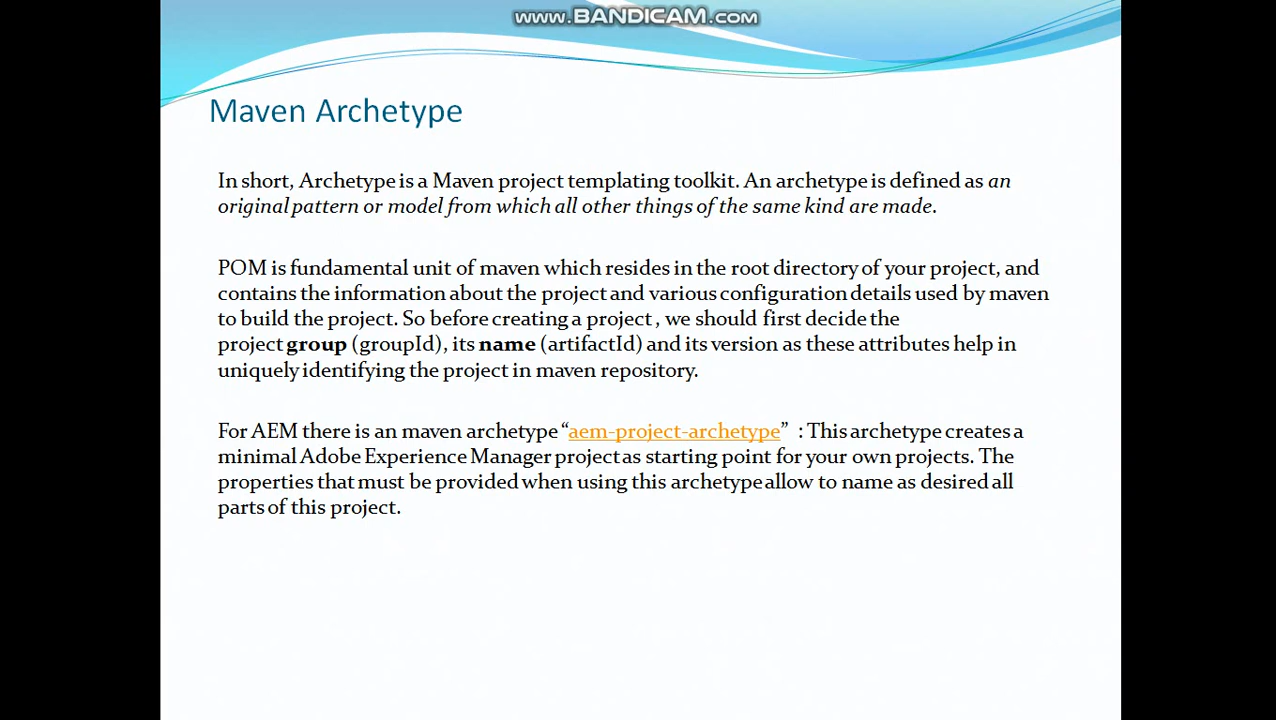 www.BANDICAM.com
Maven Archetype
In short, Archetype is a Maven project templating toolkit. An archetype is defined as an
original pattern or model from which all other things of the same kind are made.
POM is fundamental unit of maven which resides in the root directory of your project, and
contains the information about the project and various configuration details used by maven
to build the project. So before creating a project , we should first decide the
project group (groupId), its name (artifactId) and its version as these attributes help in
uniquely identifying the project in maven repository.
For AEM there is an maven archetype “aem-project-archetype” : This archetype creates a
minimal Adobe Experience Manager project as starting point for your own projects. The
properties that must be provided when using this archetype allow to name as desired all
parts of this project.